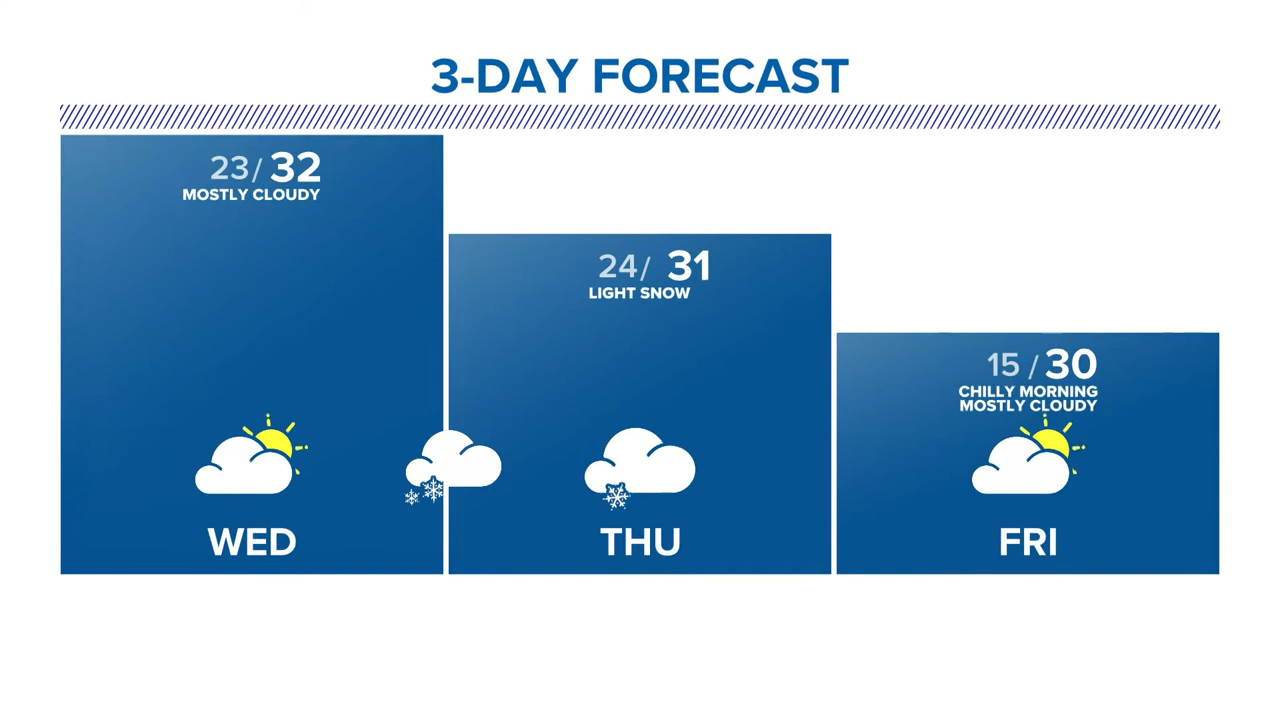 3-DAY FORECAST
23/ 32
MOSTLY CLOUDY
WED
24/ 31
LIGHT SNOW
THU
15 / 30
CHILLY MORNING
MOSTLY CLOUDY
FRI